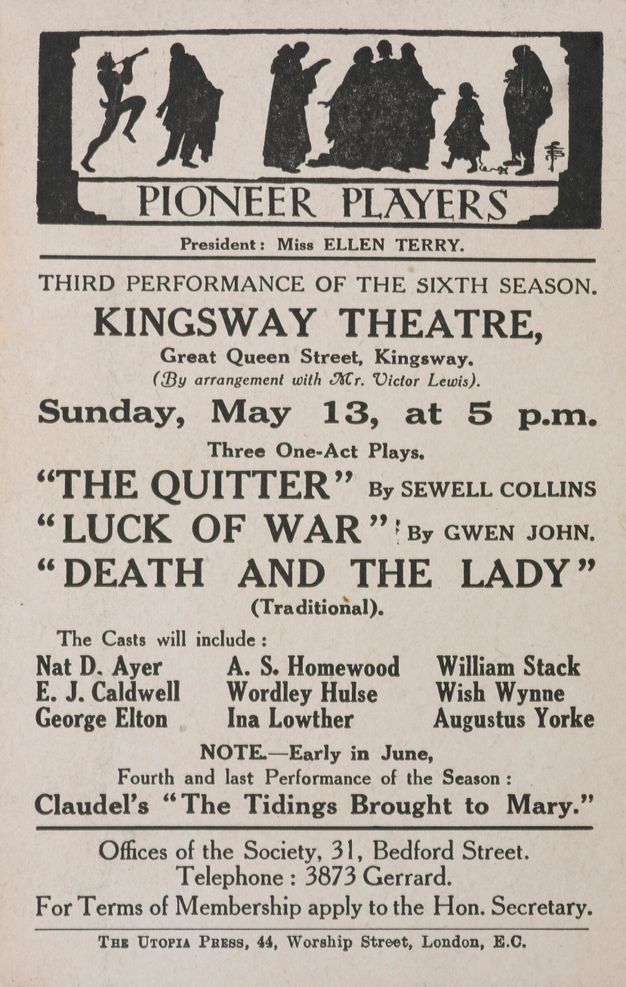 PIONEER PLAYERS
President: Miss ELLEN TERRY.
THIRD PERFORMANCE OF THE SIXTH SEASON.
KINGSWAY THEATRE,
Great Queen Street, Kingsway.
(By arrangement with Mr. Victor Lewis).
Sunday, May 13, at 5 p.m.
Three One-Act Plays.
“THE QUITTER” By SEWELL COLLINS
“LUCK OF WAR” By GWEN JOHN.
“DEATH AND THE LADY”
(Traditional).
The Casts will include:
Nat D. Ayer A. S. Homewood William Stack
E. J. Caldwell Wordley Hulse Wish Wynne
George Elton Ina Lowther Augustus Yorke
NOTE.—Early in June,
Fourth and last Performance of the Season:
Claudel's “The Tidings Brought to Mary.”
Offices of the Society, 31, Bedford Street.
Telephone: 3873 Gerrard.
For Terms of Membership apply to the Hon. Secretary.
THE UTOPIA PRESS, 44, Worship Street, London, E.C.